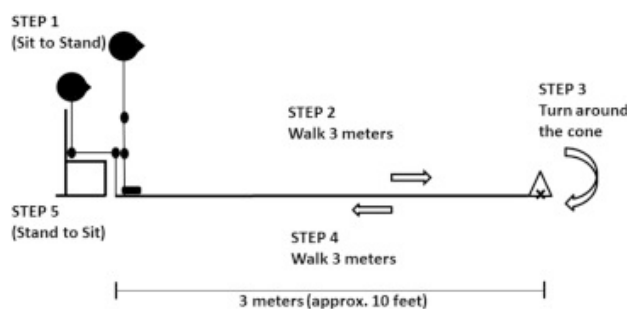 STEP 1
(Sit to Stand)
STEP 2
Walk 3 meters
STEP 3
Turn around
the cone
STEP 5
(Stand to Sit)
STEP 4
Walk 3 meters
3 meters (approx. 10 feet)